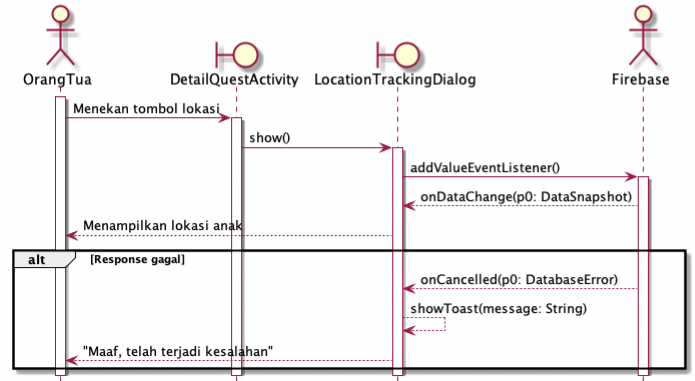 OrangTua
DetailQuestActivity
LocationTrackingDialog
Firebase
Menekan tombol lokasi
show()
addValueEventListener()
onDataChange(p0: DataSnapshot)
Menampilkan lokasi anak
alt
[Response gagal]
onCancelled(p0: DatabaseError)
showToast(message: String)
"Maaf, telah terjadi kesalahan"